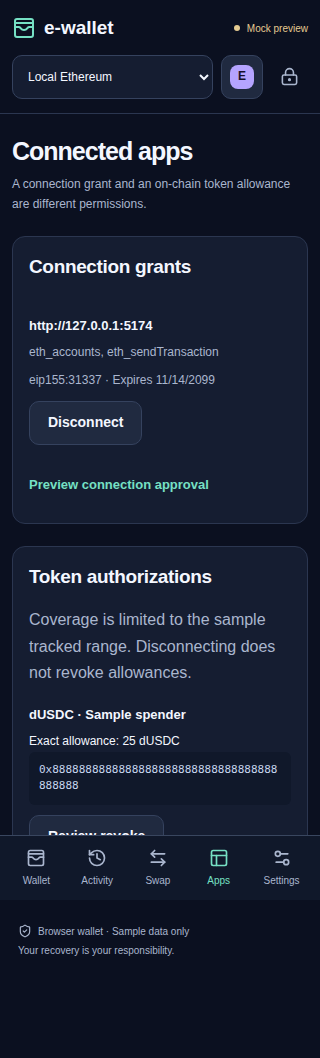 e-wallet
Mock preview
Local Ethereum
E
Connected apps
A connection grant and an on-chain token allowance
are different permissions.
Connection grants
http://127.0.0.1:5174
eth_accounts, eth_sendTransaction
eip155:31337 · Expires 11/14/2099
Disconnect
Preview connection approval
Token authorizations
Coverage is limited to the sample
tracked range. Disconnecting does
not revoke allowances.
dUSDC · Sample spender
Exact allowance: 25 dUSDC
0x8888888888888888888888888888888888
888888
Review revoke
Wallet
Activity
Swap
Apps
Settings
Browser wallet · Sample data only
Your recovery is your responsibility.